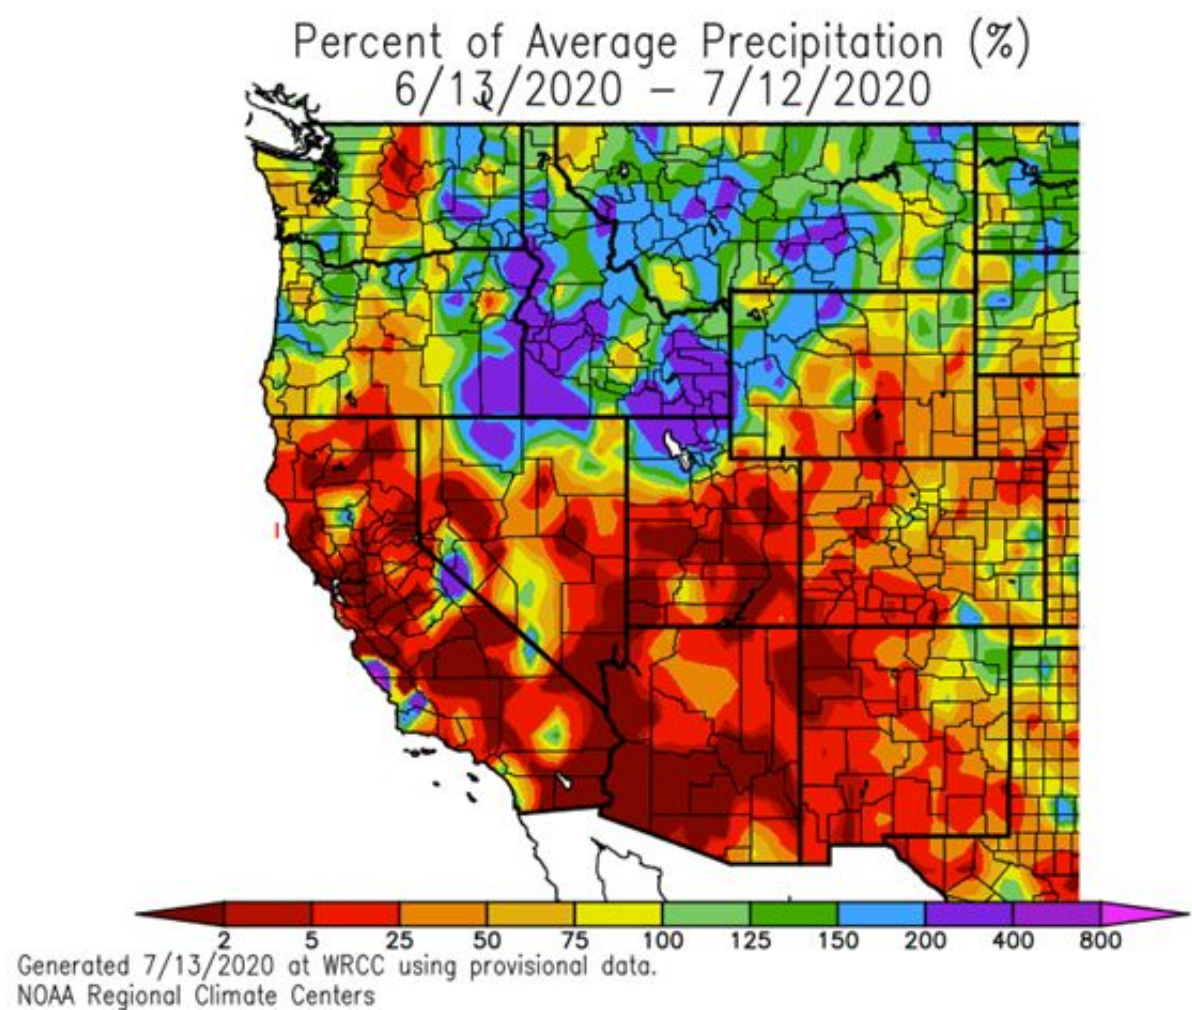 Percent of Average Precipitation (%)
6/13/2020 – 7/12/2020
2 5 25 50 75 100 125 150 200 400 800
Generated 7/13/2020 at WRCC using provisional data.
NOAA Regional Climate Centers